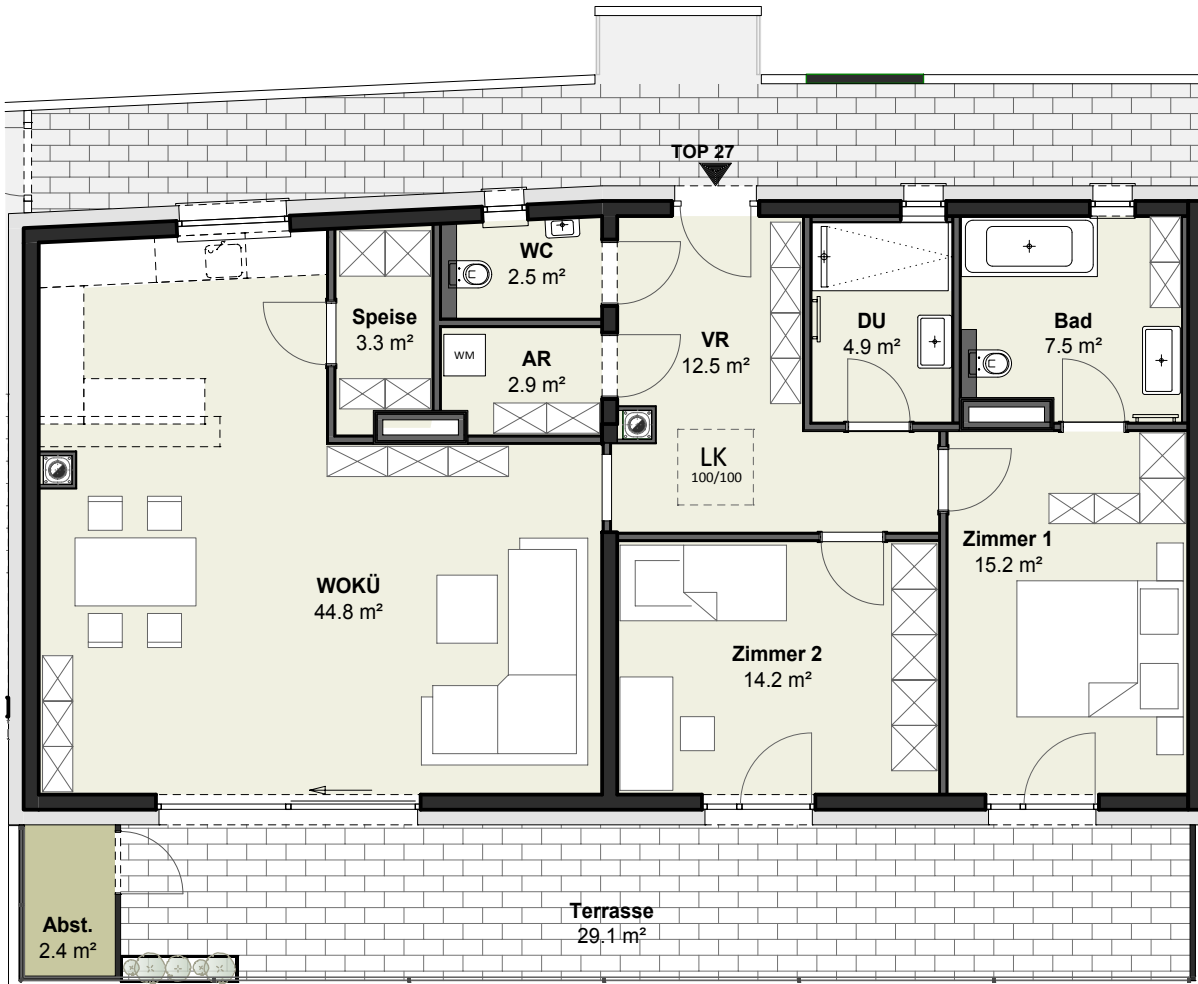 TOP 27
WC
2.5 m²
Speise
3.3 m²
AR
2.9 m²
WM
VR
12.5 m²
DU
4.9 m²
Bad
7.5 m²
LK
100/100
Zimmer 1
15.2 m²
WOKÜ
44.8 m²
Zimmer 2
14.2 m²
Abst.
2.4 m²
Terrasse
29.1 m²